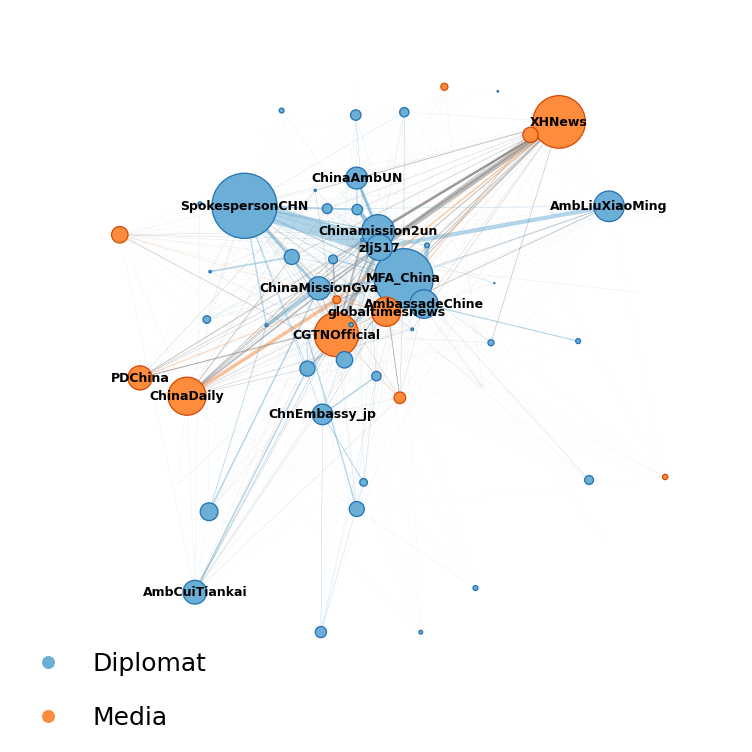 XHNews
ChinaAmbUN
SpokespersonCHN
AmbLiuXiaoMing
Chinamission2un
zlj517
MFA_China
ChinaMissionGva
AmbassadeChine
globaltimesnews
CGTNOfficial
PDChina
ChinaDaily
ChnEmbassy_jp
AmbCuiTiankai
Diplomat
Media